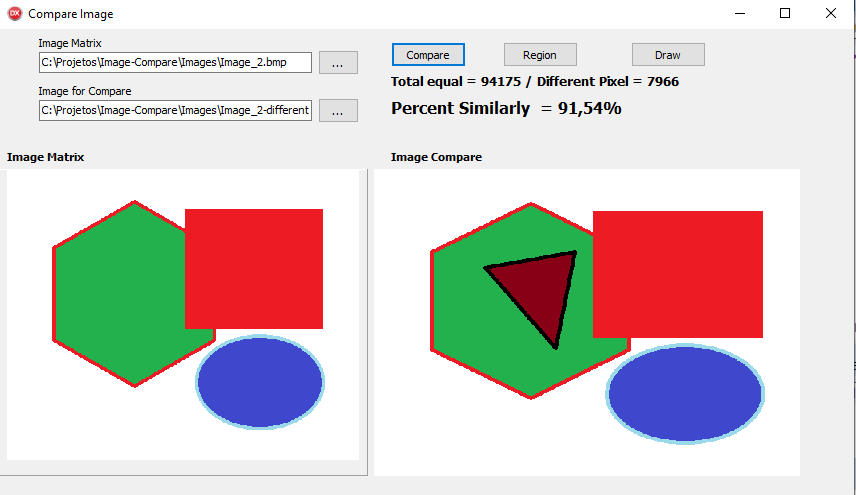 DX Compare Image
Image Matrix
C:\Projetos\Image-Compare\Images\Image_2.bmp
...
Image for Compare
C:\Projetos\Image-Compare\Images\Image_2-different
...
Compare
Region
Draw
Total equal = 94175 / Different Pixel = 7966
Percent Similarly = 91,54%
Image Matrix
Image Compare